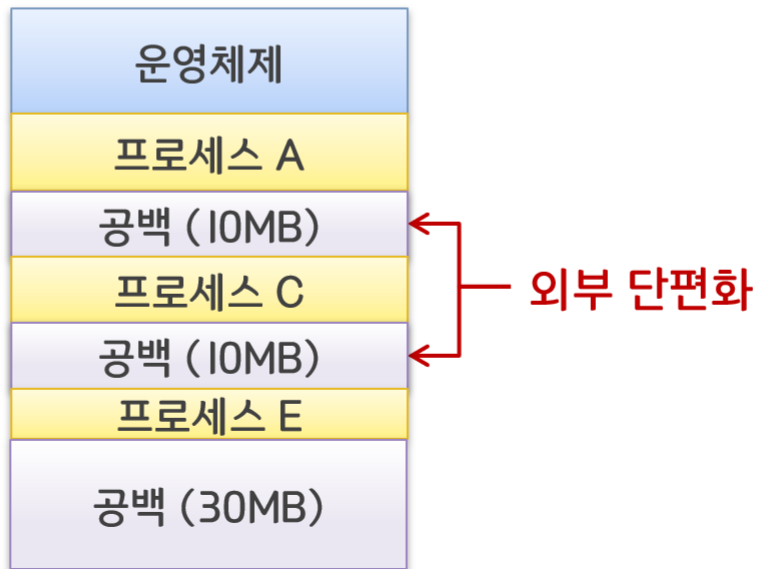 운영체제
프로세스 A
공백 (10MB)
프로세스 C
외부 단편화
공백 (10MB)
프로세스 E
공백 (30MB)